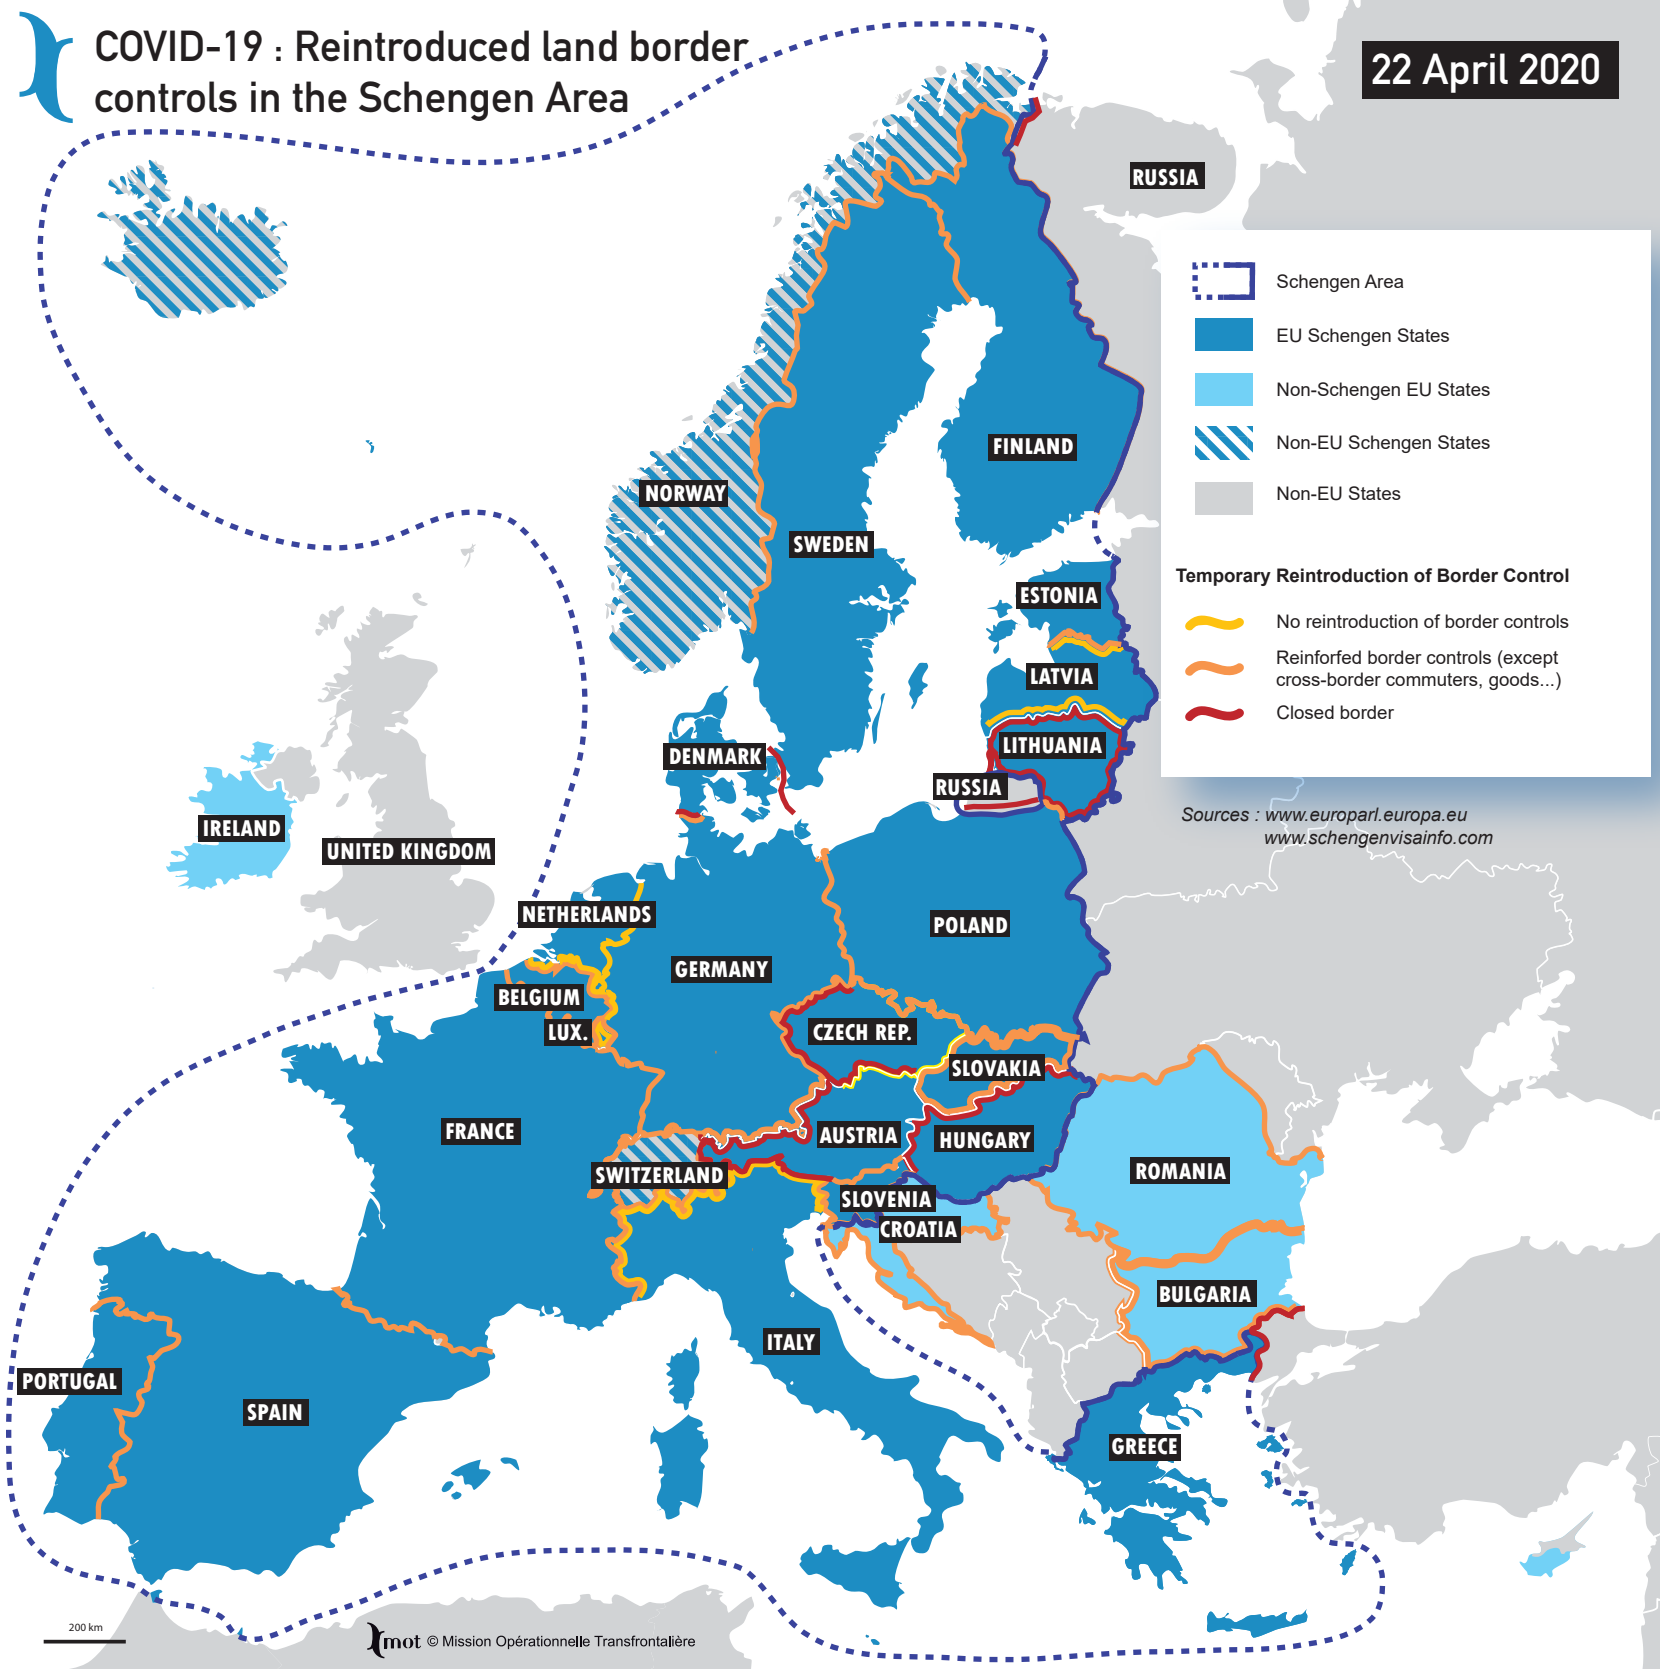 COVID-19 : Reintroduced land border
controls in the Schengen Area
22 April 2020
RUSSIA
Schengen Area
EU Schengen States
Non-Schengen EU States
Non-EU Schengen States
Non-EU States
Temporary Reintroduction of Border Control
No reintroduction of border controls
Reinforfed border controls (except
cross-border commuters, goods...)
Closed border
Sources : www.europarl.europa.eu
www.schengenvisainfo.com
FINLAND
NORWAY
SWEDEN
ESTONIA
LATVIA
LITHUANIA
DENMARK
RUSSIA
IRELAND
UNITED KINGDOM
NETHERLANDS
POLAND
GERMANY
BELGIUM
LUX.
CZECH REP.
SLOVAKIA
FRANCE
AUSTRIA
HUNGARY
SWITZERLAND
ROMANIA
SLOVENIA
CROATIA
BULGARIA
ITALY
PORTUGAL
SPAIN
GREECE
200 km
mot © Mission Opérationnelle Transfrontalière